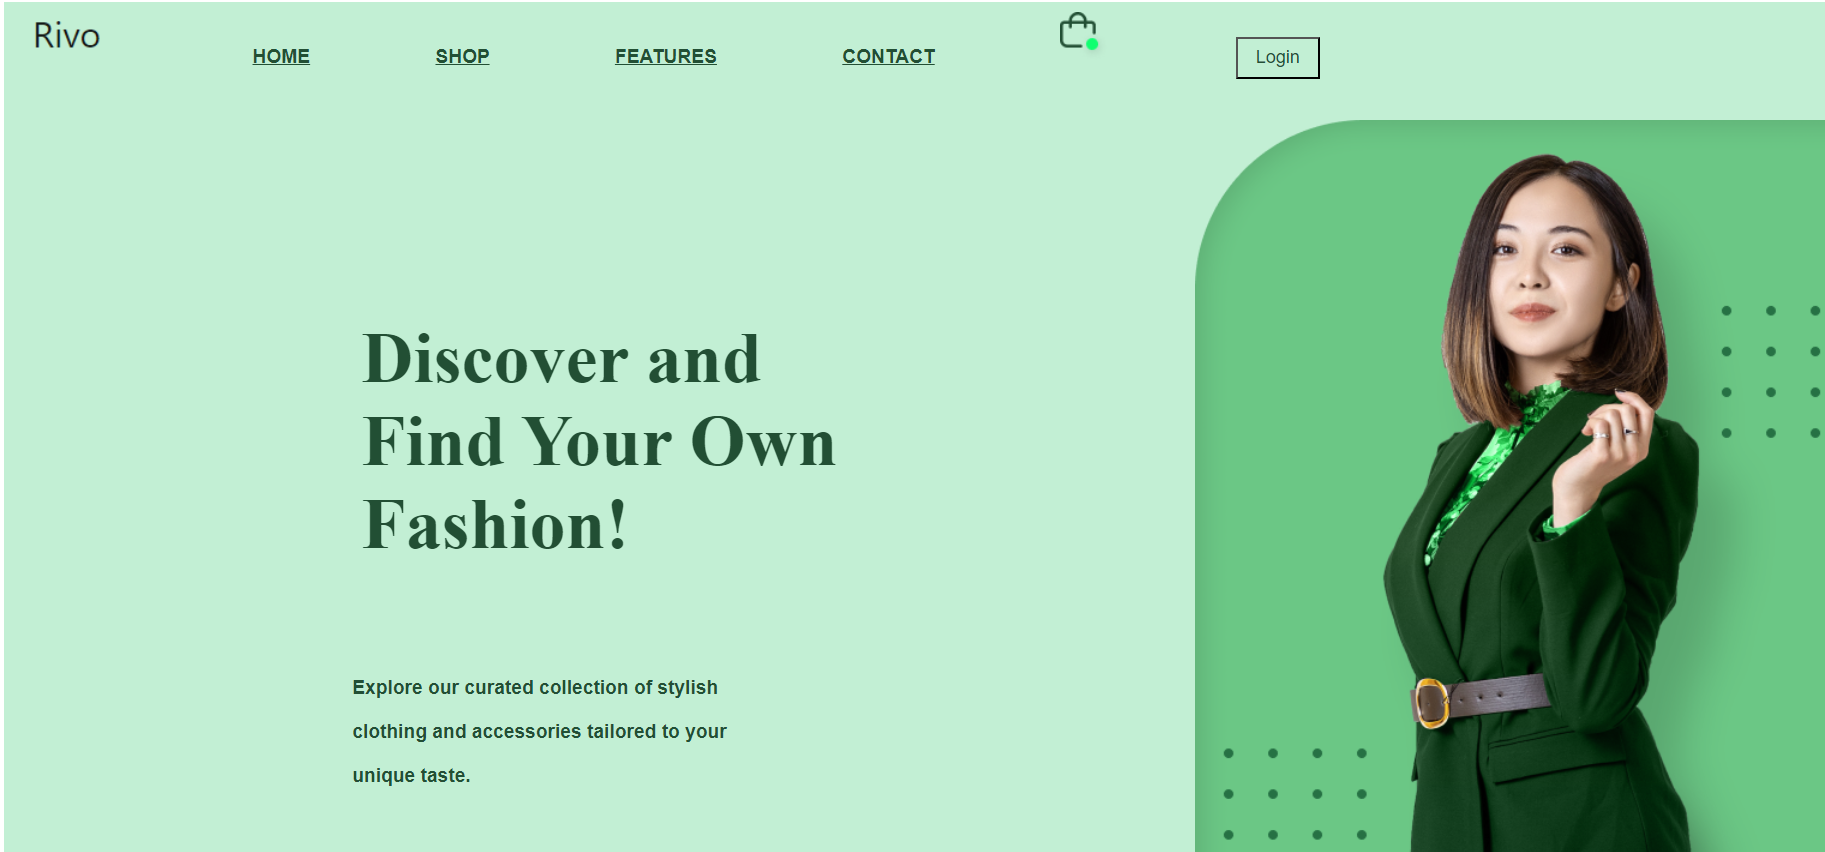 Rivo
HOME
SHOP
FEATURES
CONTACT
Login
Discover and
Find Your Own
Fashion!
Explore our curated collection of stylish
clothing and accessories tailored to your
unique taste.